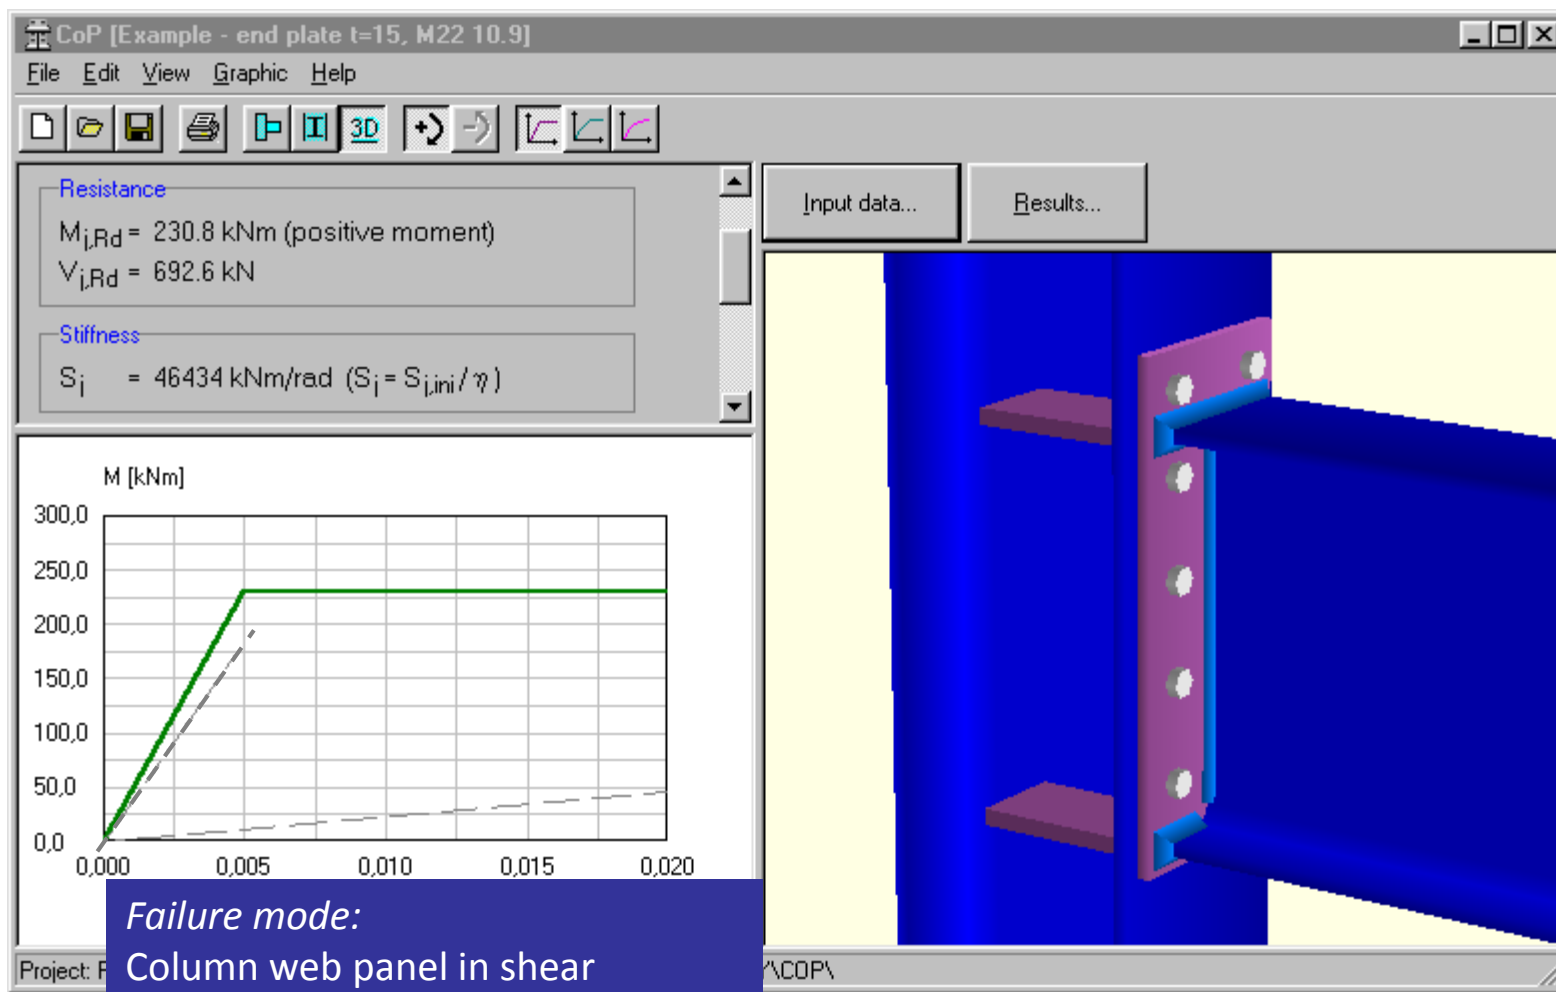 CoP [Example - end plate t=15, M22 10.9]
File Edit View Graphic Help
3D
Resistance
Mj,Rd = 230.8 kNm (positive moment)
Vj,Rd = 692.6 kN
Stiffness
Sj = 46434 kNm/rad (Sj = Sj,ini / η)
Input data...
Results...
M [kNm]
300,0
250,0
200,0
150,0
100,0
50,0
0,0
0,000 0,005 0,010 0,015 0,020
Failure mode:
Column web panel in shear
Project: \COP\